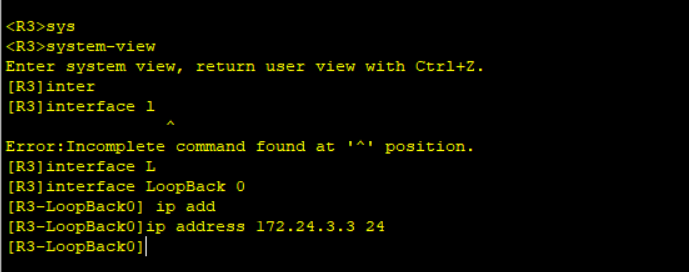 <R3>sys
<R3>system-view
Enter system view, return user view with Ctrl+Z.
[R3]inter
[R3]interface l
^
Error:Incomplete command found at '^' position.
[R3]interface L
[R3]interface LoopBack 0
[R3-LoopBack0] ip add
[R3-LoopBack0]ip address 172.24.3.3 24
[R3-LoopBack0]